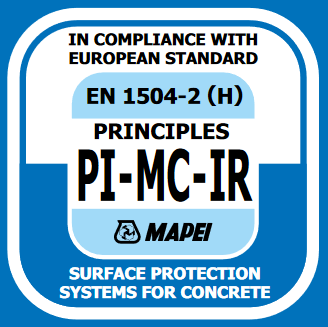 IN COMPLIANCE WITH
EUROPEAN STANDARD
EN 1504-2 (H)
PRINCIPLES
PI-MC-IR
MAPEI
SURFACE PROTECTION
SYSTEMS FOR CONCRETE